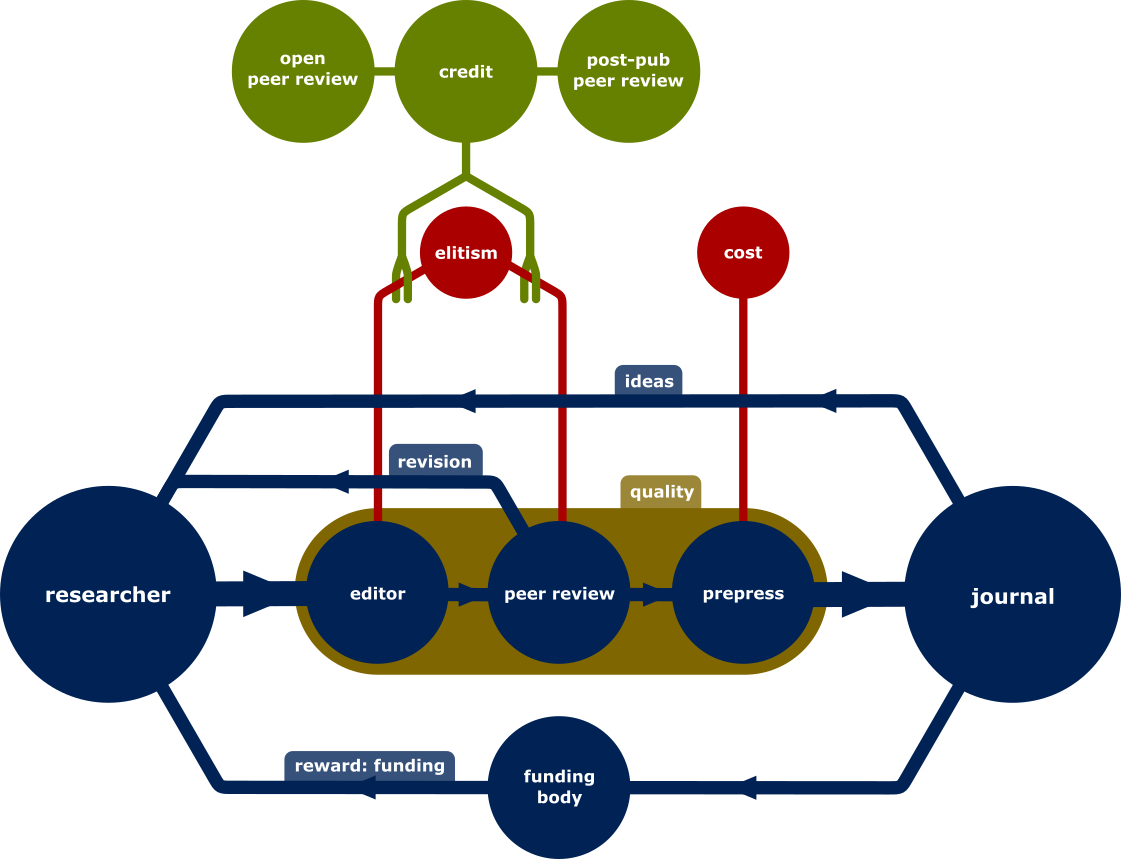 open
peer review
credit
post-pub
peer review
elitism
cost
ideas
revision
quality
researcher
editor
peer review
prepress
journal
reward: funding
funding
body